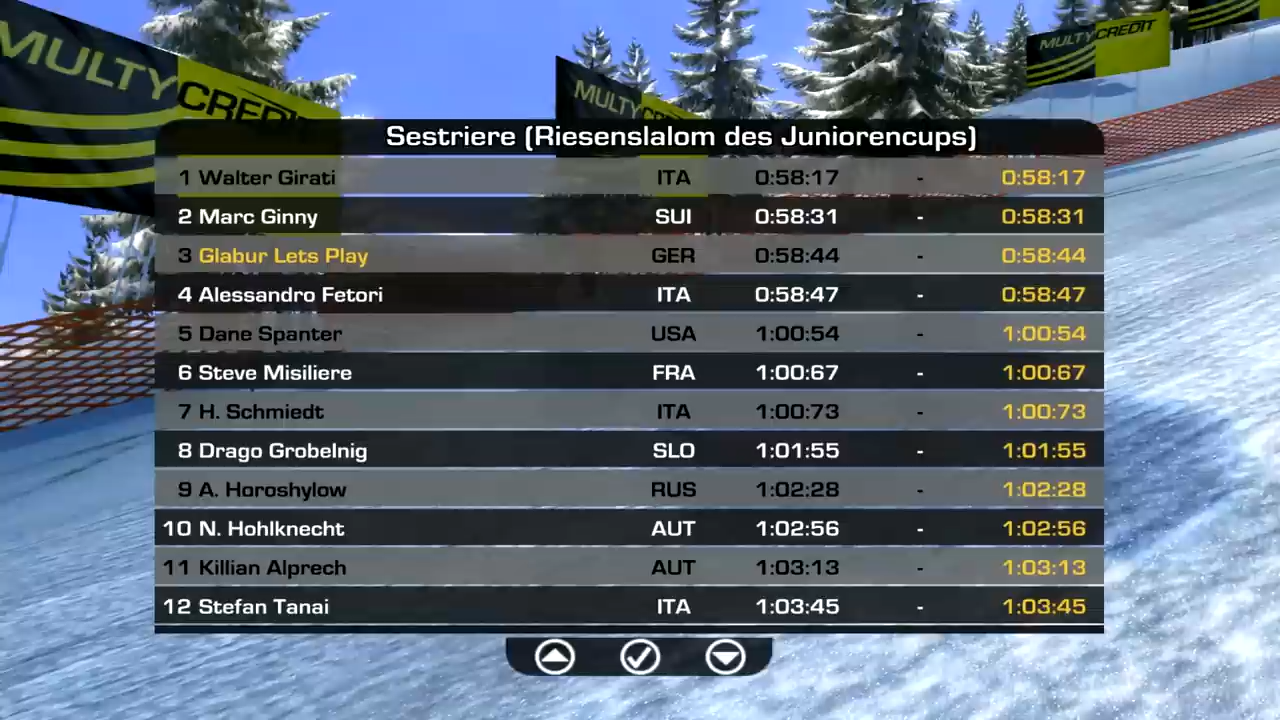 MULTY CREDIT
MULTY
MULTYCREDIT
Sestriere (Riesenslalom des Juniorencups)
1 Walter Girati ITA 0:58:17 - 0:58:17
2 Marc Ginny SUI 0:58:31 - 0:58:31
3 Glabur Lets Play GER 0:58:44 - 0:58:44
4 Alessandro Fetori ITA 0:58:47 - 0:58:47
5 Dane Spanter USA 1:00:54 - 1:00:54
6 Steve Misiliere FRA 1:00:67 - 1:00:67
7 H. Schmiedt ITA 1:00:73 - 1:00:73
8 Drago Grobelnig SLO 1:01:55 - 1:01:55
9 A. Horoshylow RUS 1:02:28 - 1:02:28
10 N. Hohlknecht AUT 1:02:56 - 1:02:56
11 Killian Alprech AUT 1:03:13 - 1:03:13
12 Stefan Tanai ITA 1:03:45 - 1:03:45